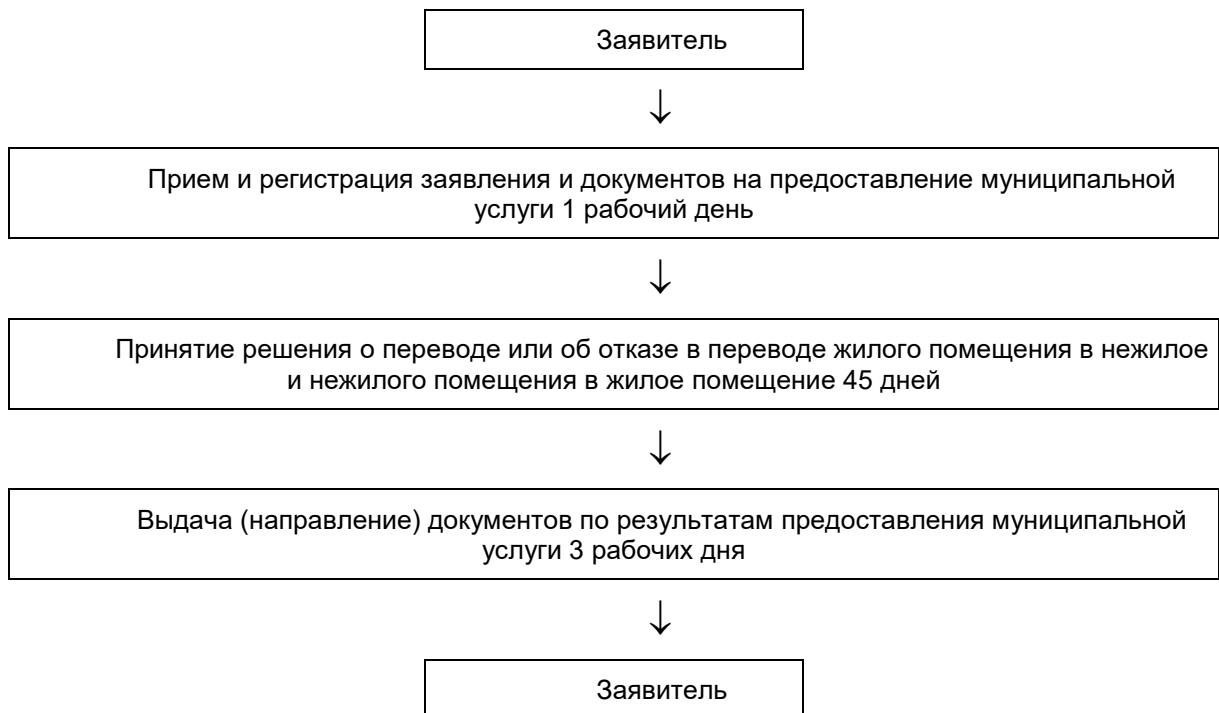 Заявитель
↓
Прием и регистрация заявления и документов на предоставление муниципальной
услуги 1 рабочий день
↓
Принятие решения о переводе или об отказе в переводе жилого помещения в нежилое
и нежилого помещения в жилое помещение 45 дней
↓
Выдача (направление) документов по результатам предоставления муниципальной
услуги 3 рабочих дня
↓
Заявитель